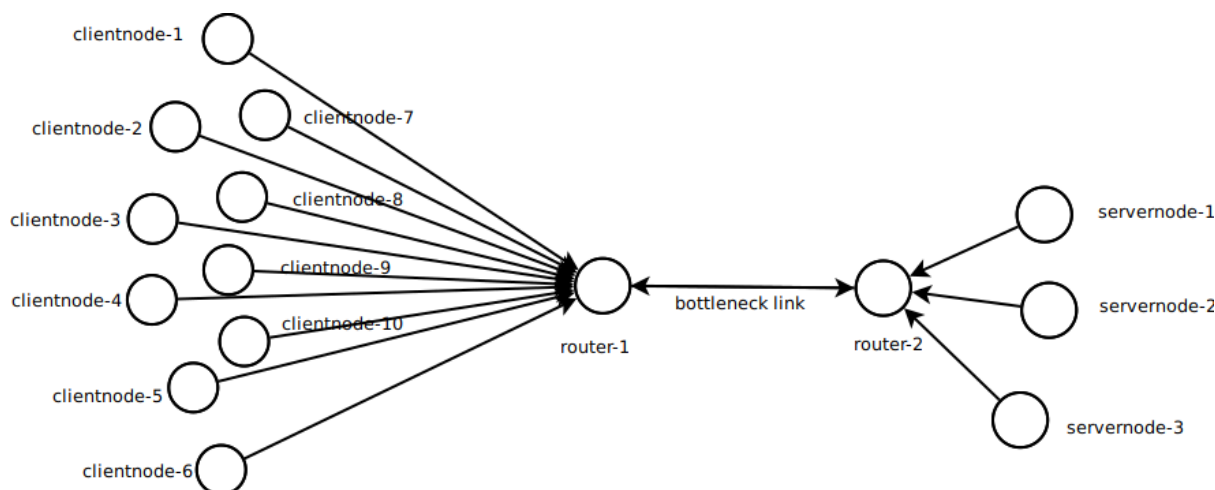 clientnode-1
clientnode-7
clientnode-2
clientnode-8
clientnode-3
clientnode-9
clientnode-4
clientnode-10
clientnode-5
clientnode-6
router-1
bottleneck link
router-2
servernode-1
servernode-2
servernode-3